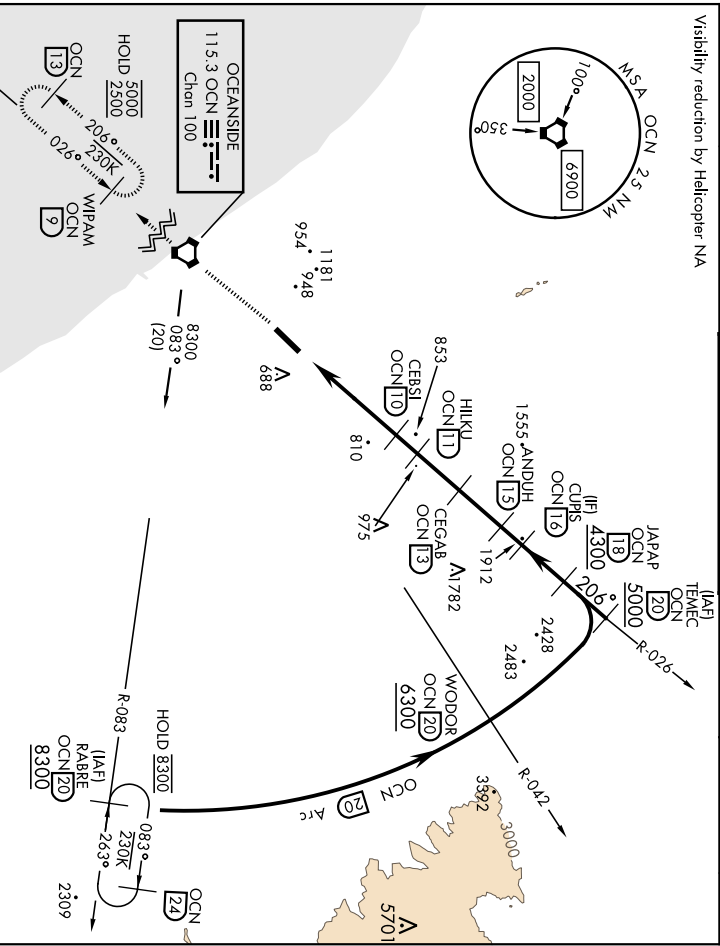 Visibility reduction by Helicopter NA
MSA OCN 25 NM
100°
350°
2000
6900
OCEANSIDE
115.3 OCN
Chan 100
HOLD 5000
2500
OCN
13
206°
230K
026°
WIPAM
OCN
9
8300
083°
(20)
954
1181
948
688
853
CEBSI
OCN 10
HILKU
OCN 11
810
975
CEGAB
OCN
13
1555
ANDUH
OCN 15
(IF)
CUPIS
OCN 16
1912
1782
JAPAP
OCN
18
4300
(IAF)
TEMEC
OCN
20
5000
206°
R-026
2428
2483
WODOR
OCN 20
6300
R-042
3392
3000
5701
OCN 20 Arc
HOLD 8300
R-083
(IAF)
RABRE
OCN 20
8300
083°
230K
263°
OCN
24
2309